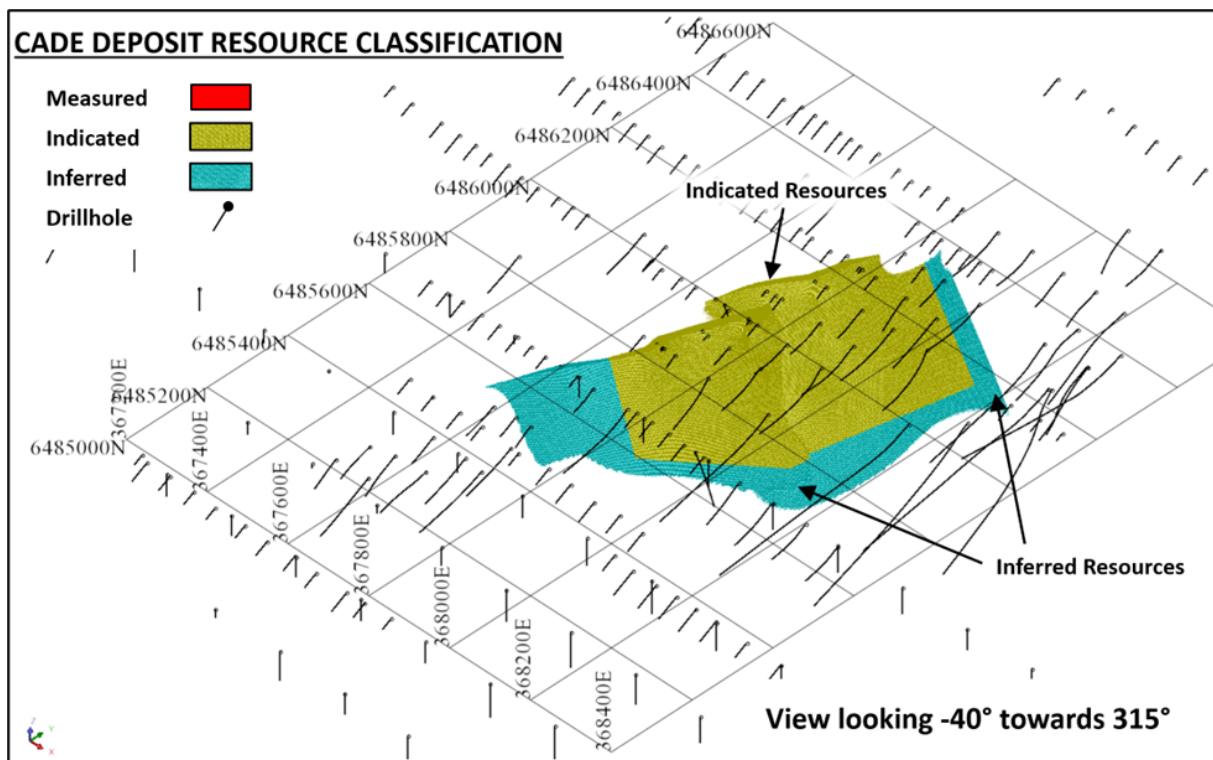 CADE DEPOSIT RESOURCE CLASSIFICATION
Measured
Indicated
Inferred
Drillhole
6486600N
6486400N
6486200N
6486000N
6485800N
6485600N
6485400N
6485200N
6485000N
367400E
367600E
367800E
368000E
368200E
368400E
Indicated Resources
Inferred Resources
View looking -40° towards 315°
Z
Y
X